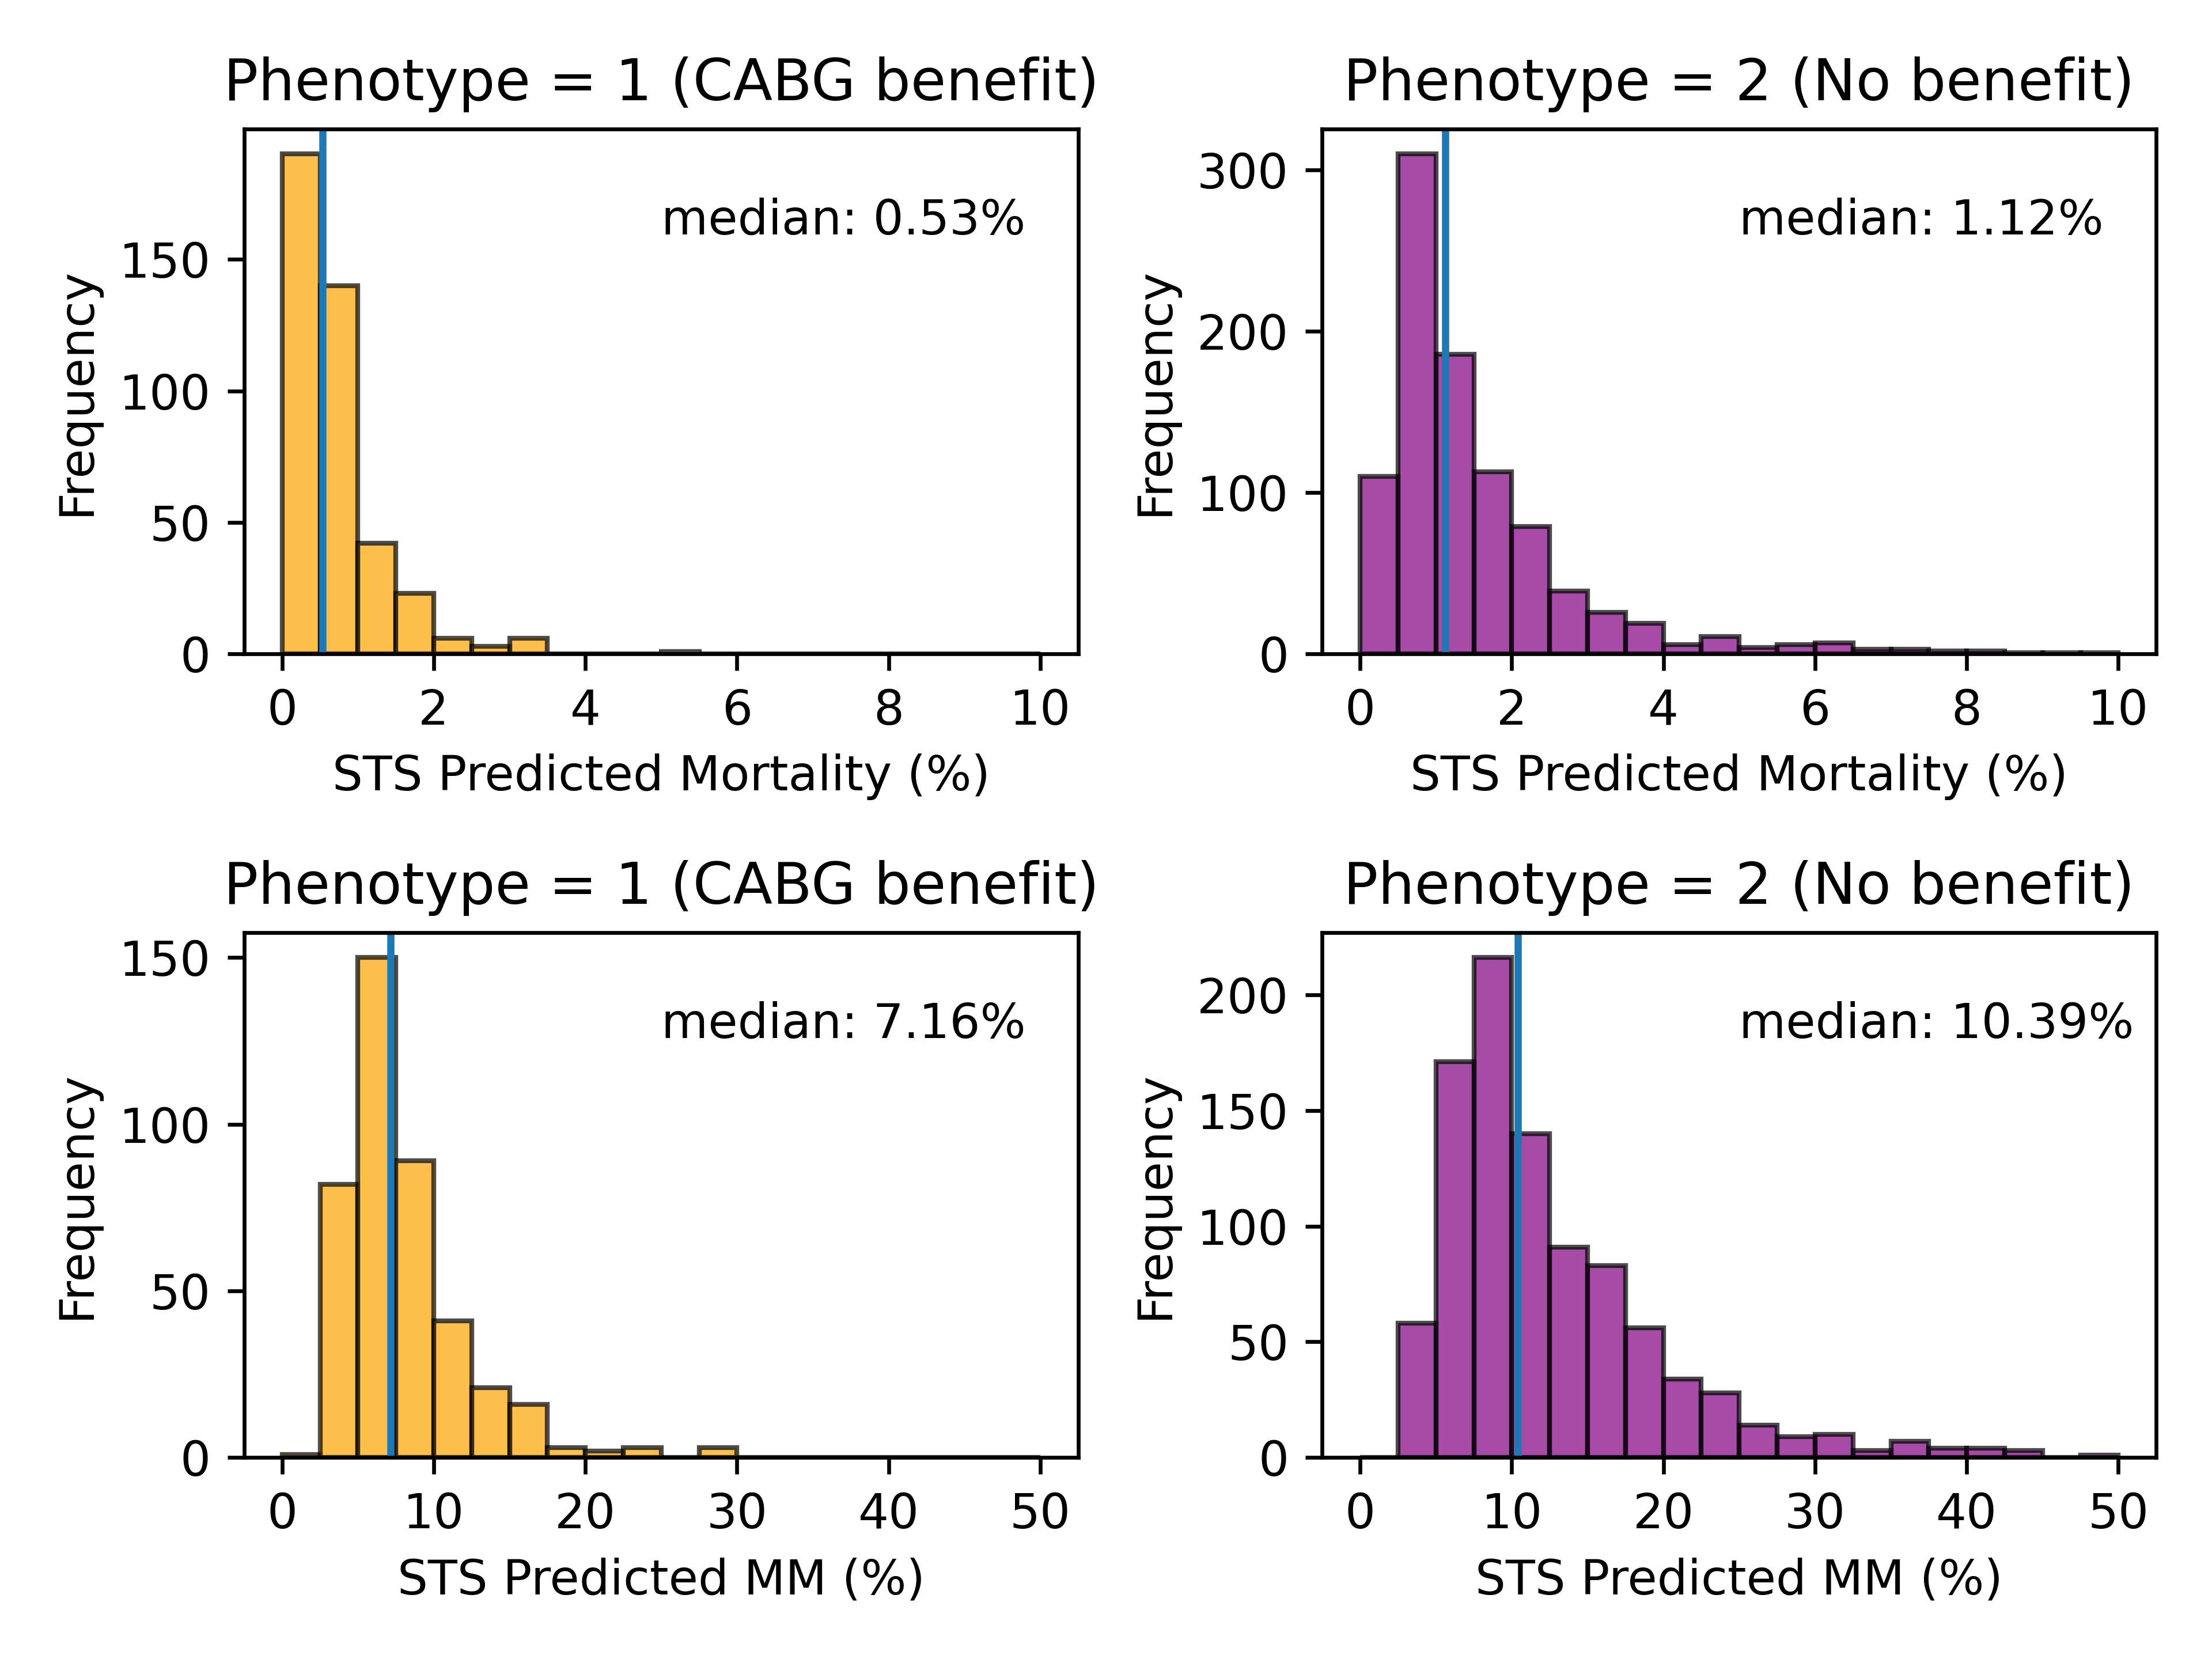 Phenotype = 1 (CABG benefit)
median: 0.53%
Frequency
150
100
50
0
0 2 4 6 8 10
STS Predicted Mortality (%)
Phenotype = 2 (No benefit)
median: 1.12%
Frequency
300
200
100
0
0 2 4 6 8 10
STS Predicted Mortality (%)
Phenotype = 1 (CABG benefit)
median: 7.16%
Frequency
150
100
50
0
0 10 20 30 40 50
STS Predicted MM (%)
Phenotype = 2 (No benefit)
median: 10.39%
Frequency
200
150
100
50
0
0 10 20 30 40 50
STS Predicted MM (%)